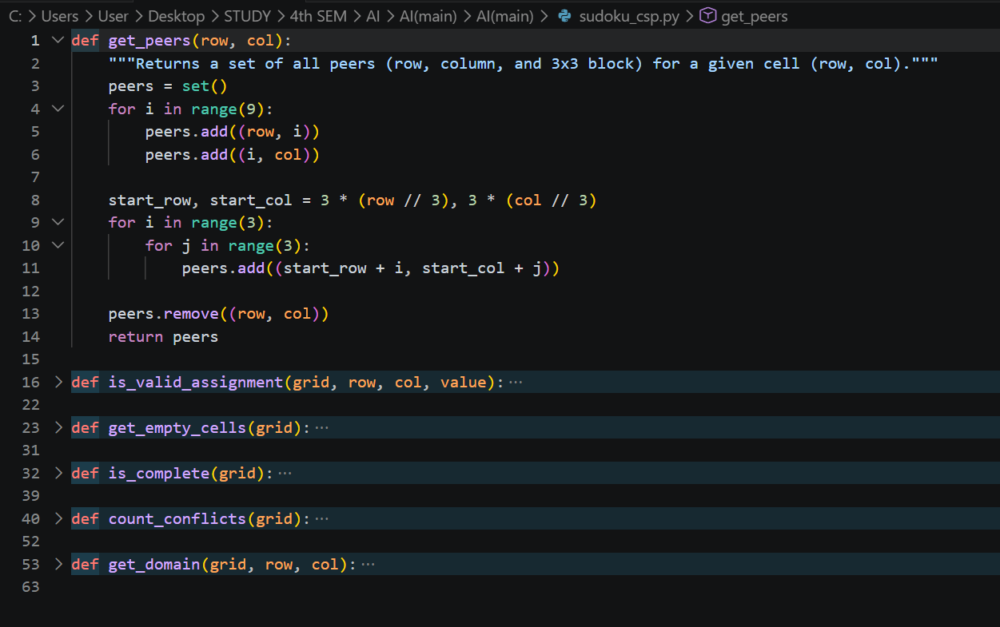 C: > Users > User > Desktop > STUDY > 4th SEM > AI > AI(main) > AI(main) > sudoku_csp.py > get_peers
1 def get_peers(row, col):
2     """Returns a set of all peers (row, column, and 3x3 block) for a given cell (row, col)."""
3     peers = set()
4     for i in range(9):
5         peers.add((row, i))
6         peers.add((i, col))
7
8     start_row, start_col = 3 * (row // 3), 3 * (col // 3)
9     for i in range(3):
10         for j in range(3):
11             peers.add((start_row + i, start_col + j))
12
13     peers.remove((row, col))
14     return peers
15
16 def is_valid_assignment(grid, row, col, value): ···
22
23 def get_empty_cells(grid): ···
31
32 def is_complete(grid): ···
39
40 def count_conflicts(grid): ···
52
53 def get_domain(grid, row, col): ···
63